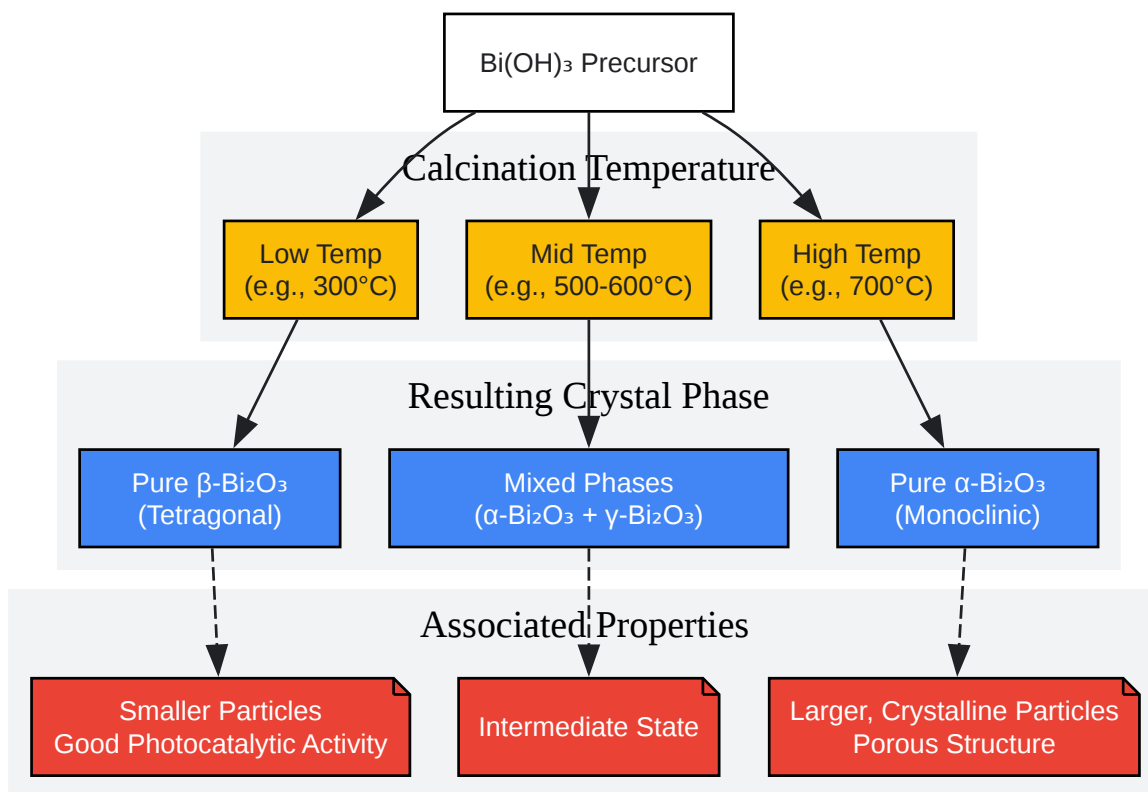 Bi(OH)₃ Precursor
Calcination Temperature
Low Temp
(e.g., 300°C)
Mid Temp
(e.g., 500-600°C)
High Temp
(e.g., 700°C)
Resulting Crystal Phase
Pure β-Bi₂O₃
(Tetragonal)
Mixed Phases
(α-Bi₂O₃ + γ-Bi₂O₃)
Pure α-Bi₂O₃
(Monoclinic)
Associated Properties
Smaller Particles
Good Photocatalytic Activity
Intermediate State
Larger, Crystalline Particles
Porous Structure